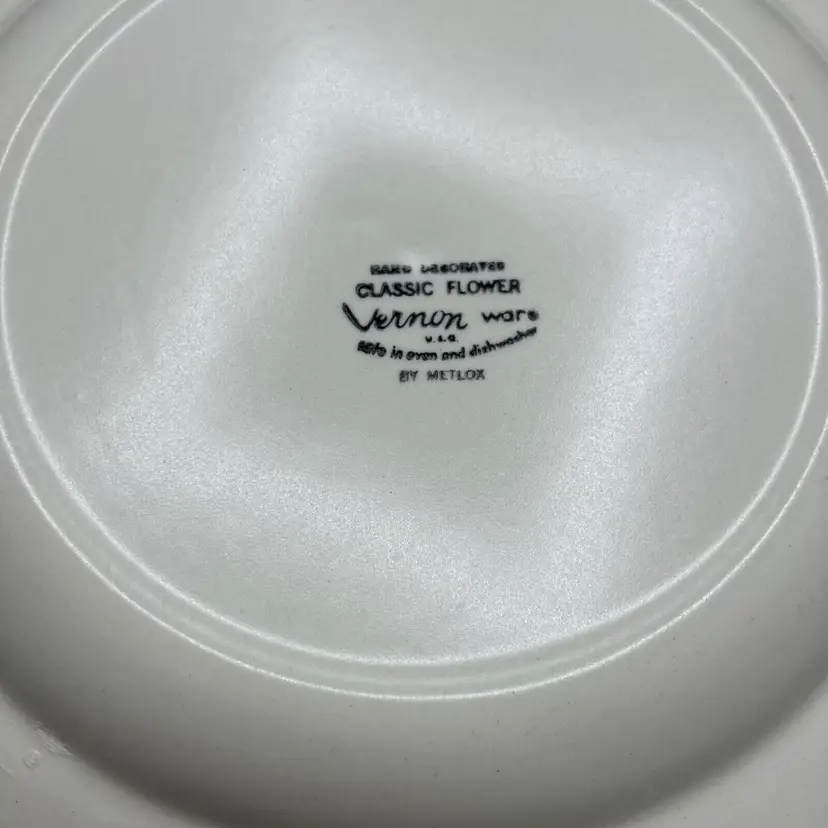 HAND DECORATED
CLASSIC FLOWER
Vernon ware
U.S.A.
safe in oven and dishwasher
BY METLOX